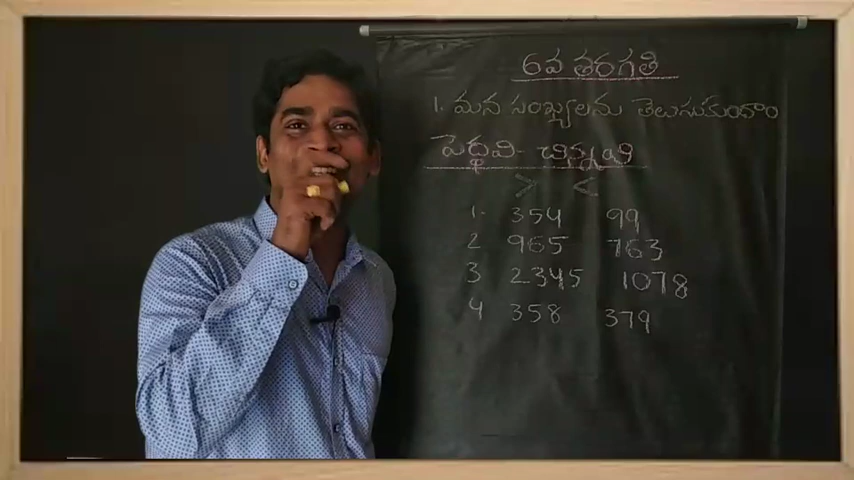 6వ తరగతి
1. మన సంఖ్యలను తెలుసుకుందాం
పెద్దవి - చిన్నవి
> <
1. 354 99
2 965 763
3 2345 1078
4 358 379